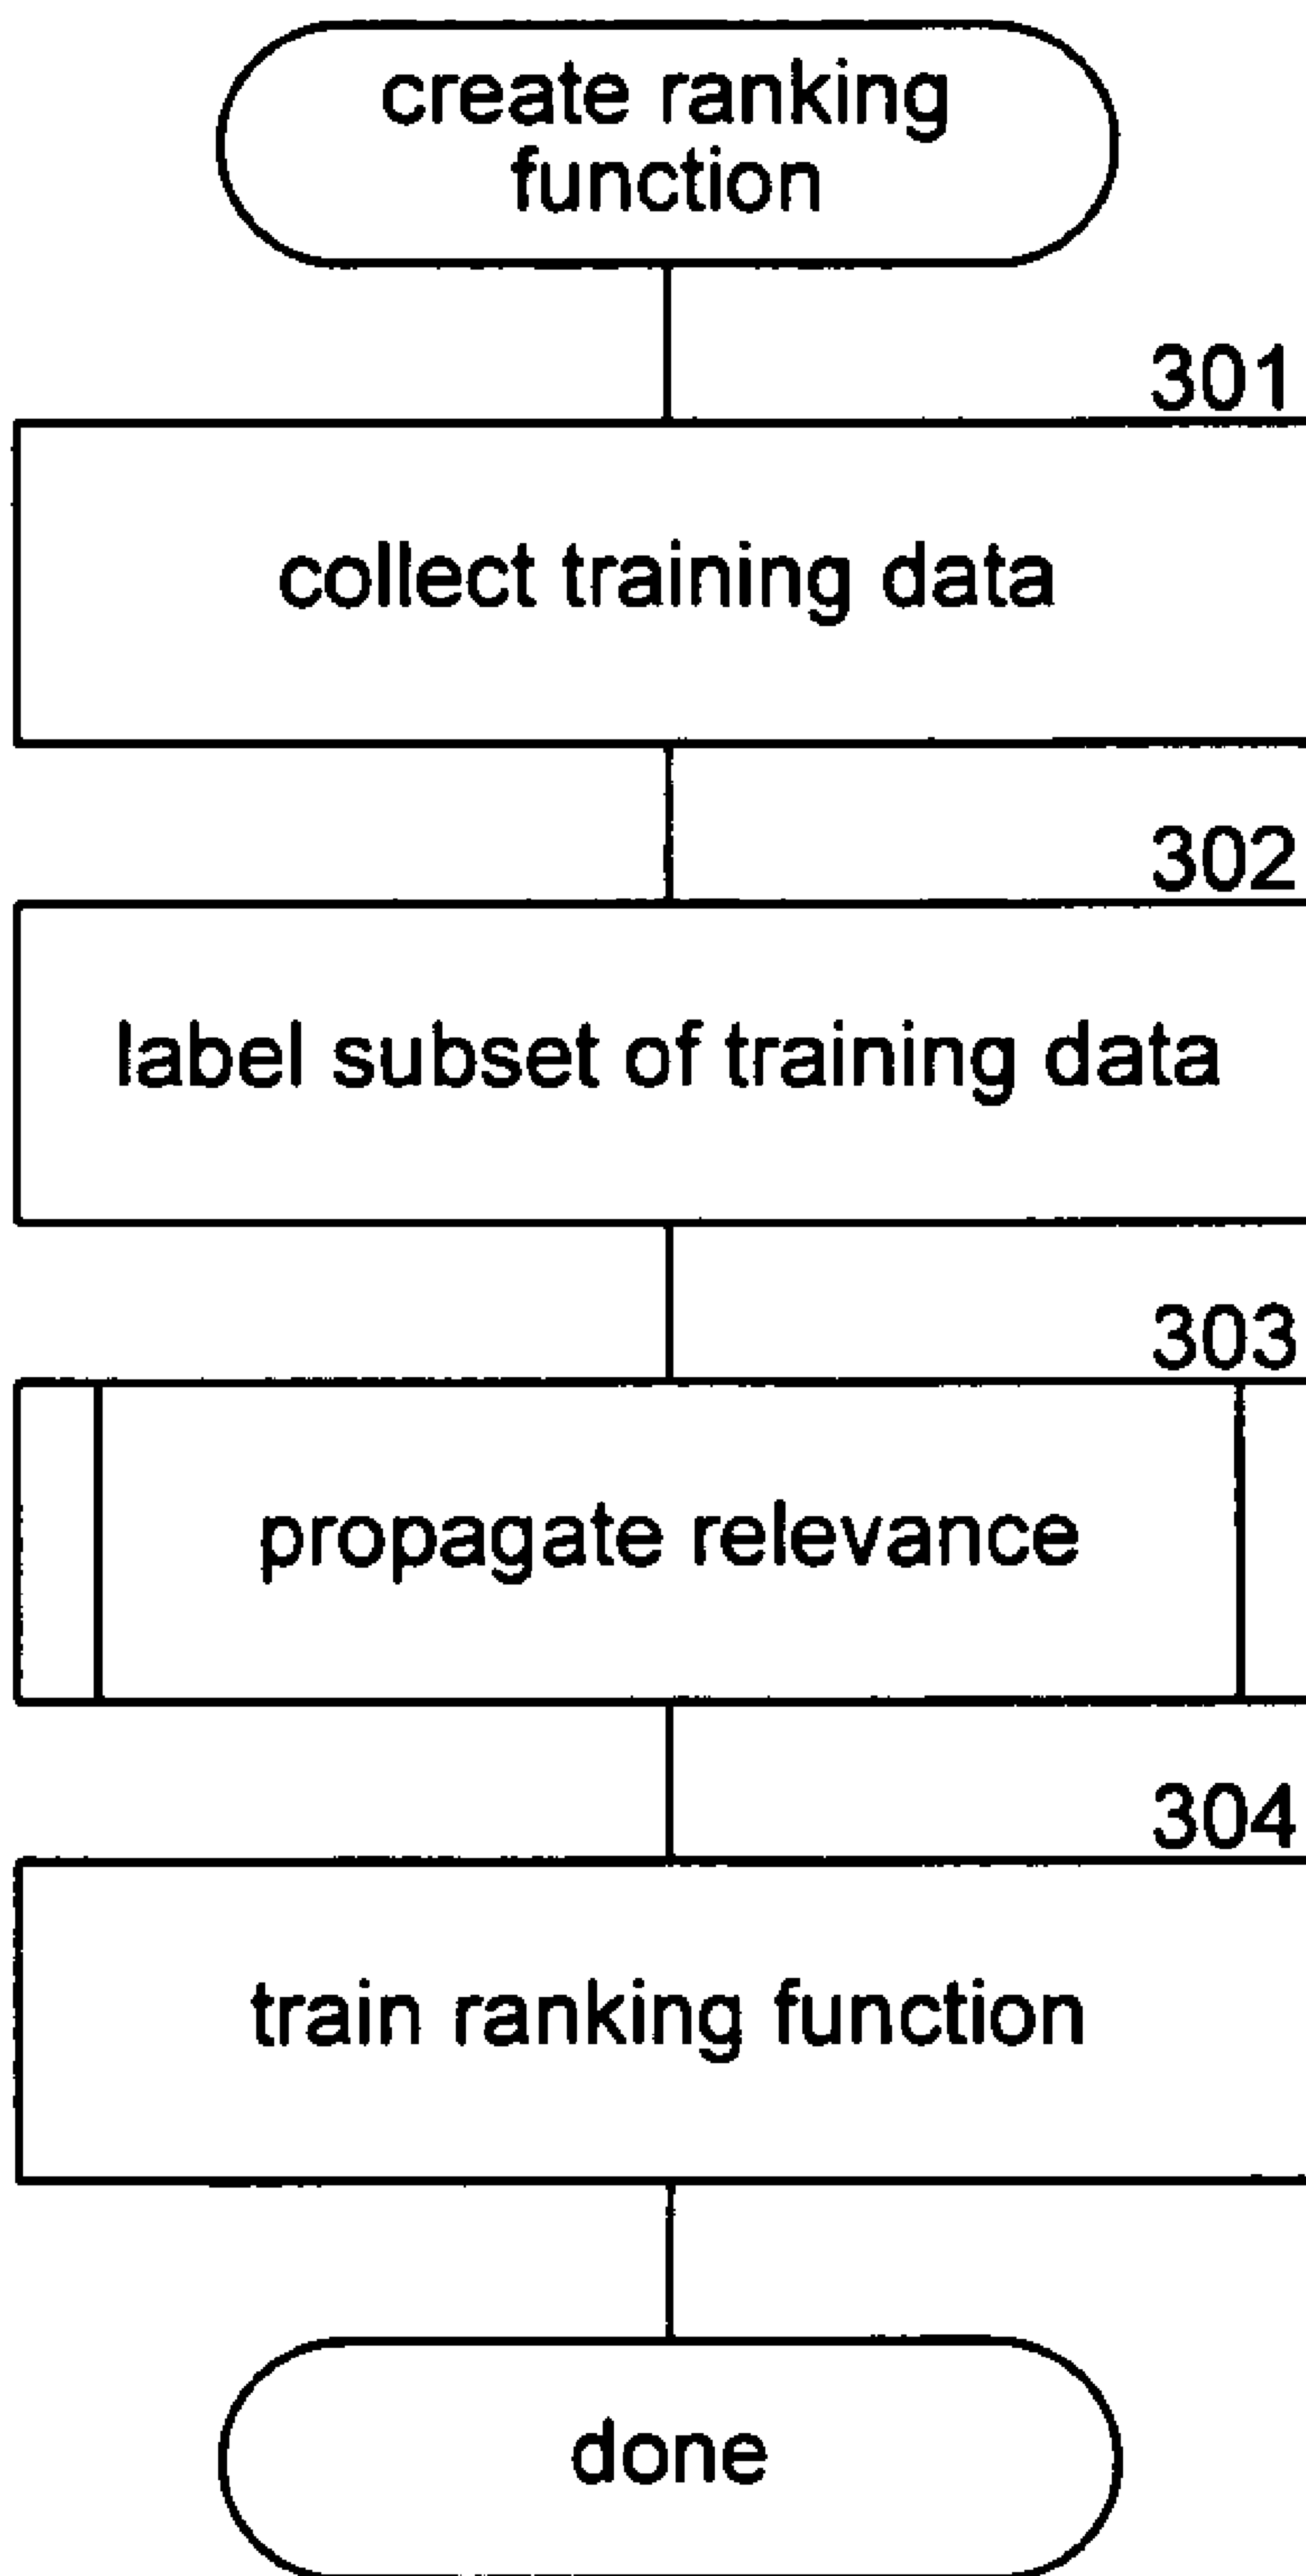 create ranking
function
301
collect training data
302
label subset of training data
303
propagate relevance
304
train ranking function
done